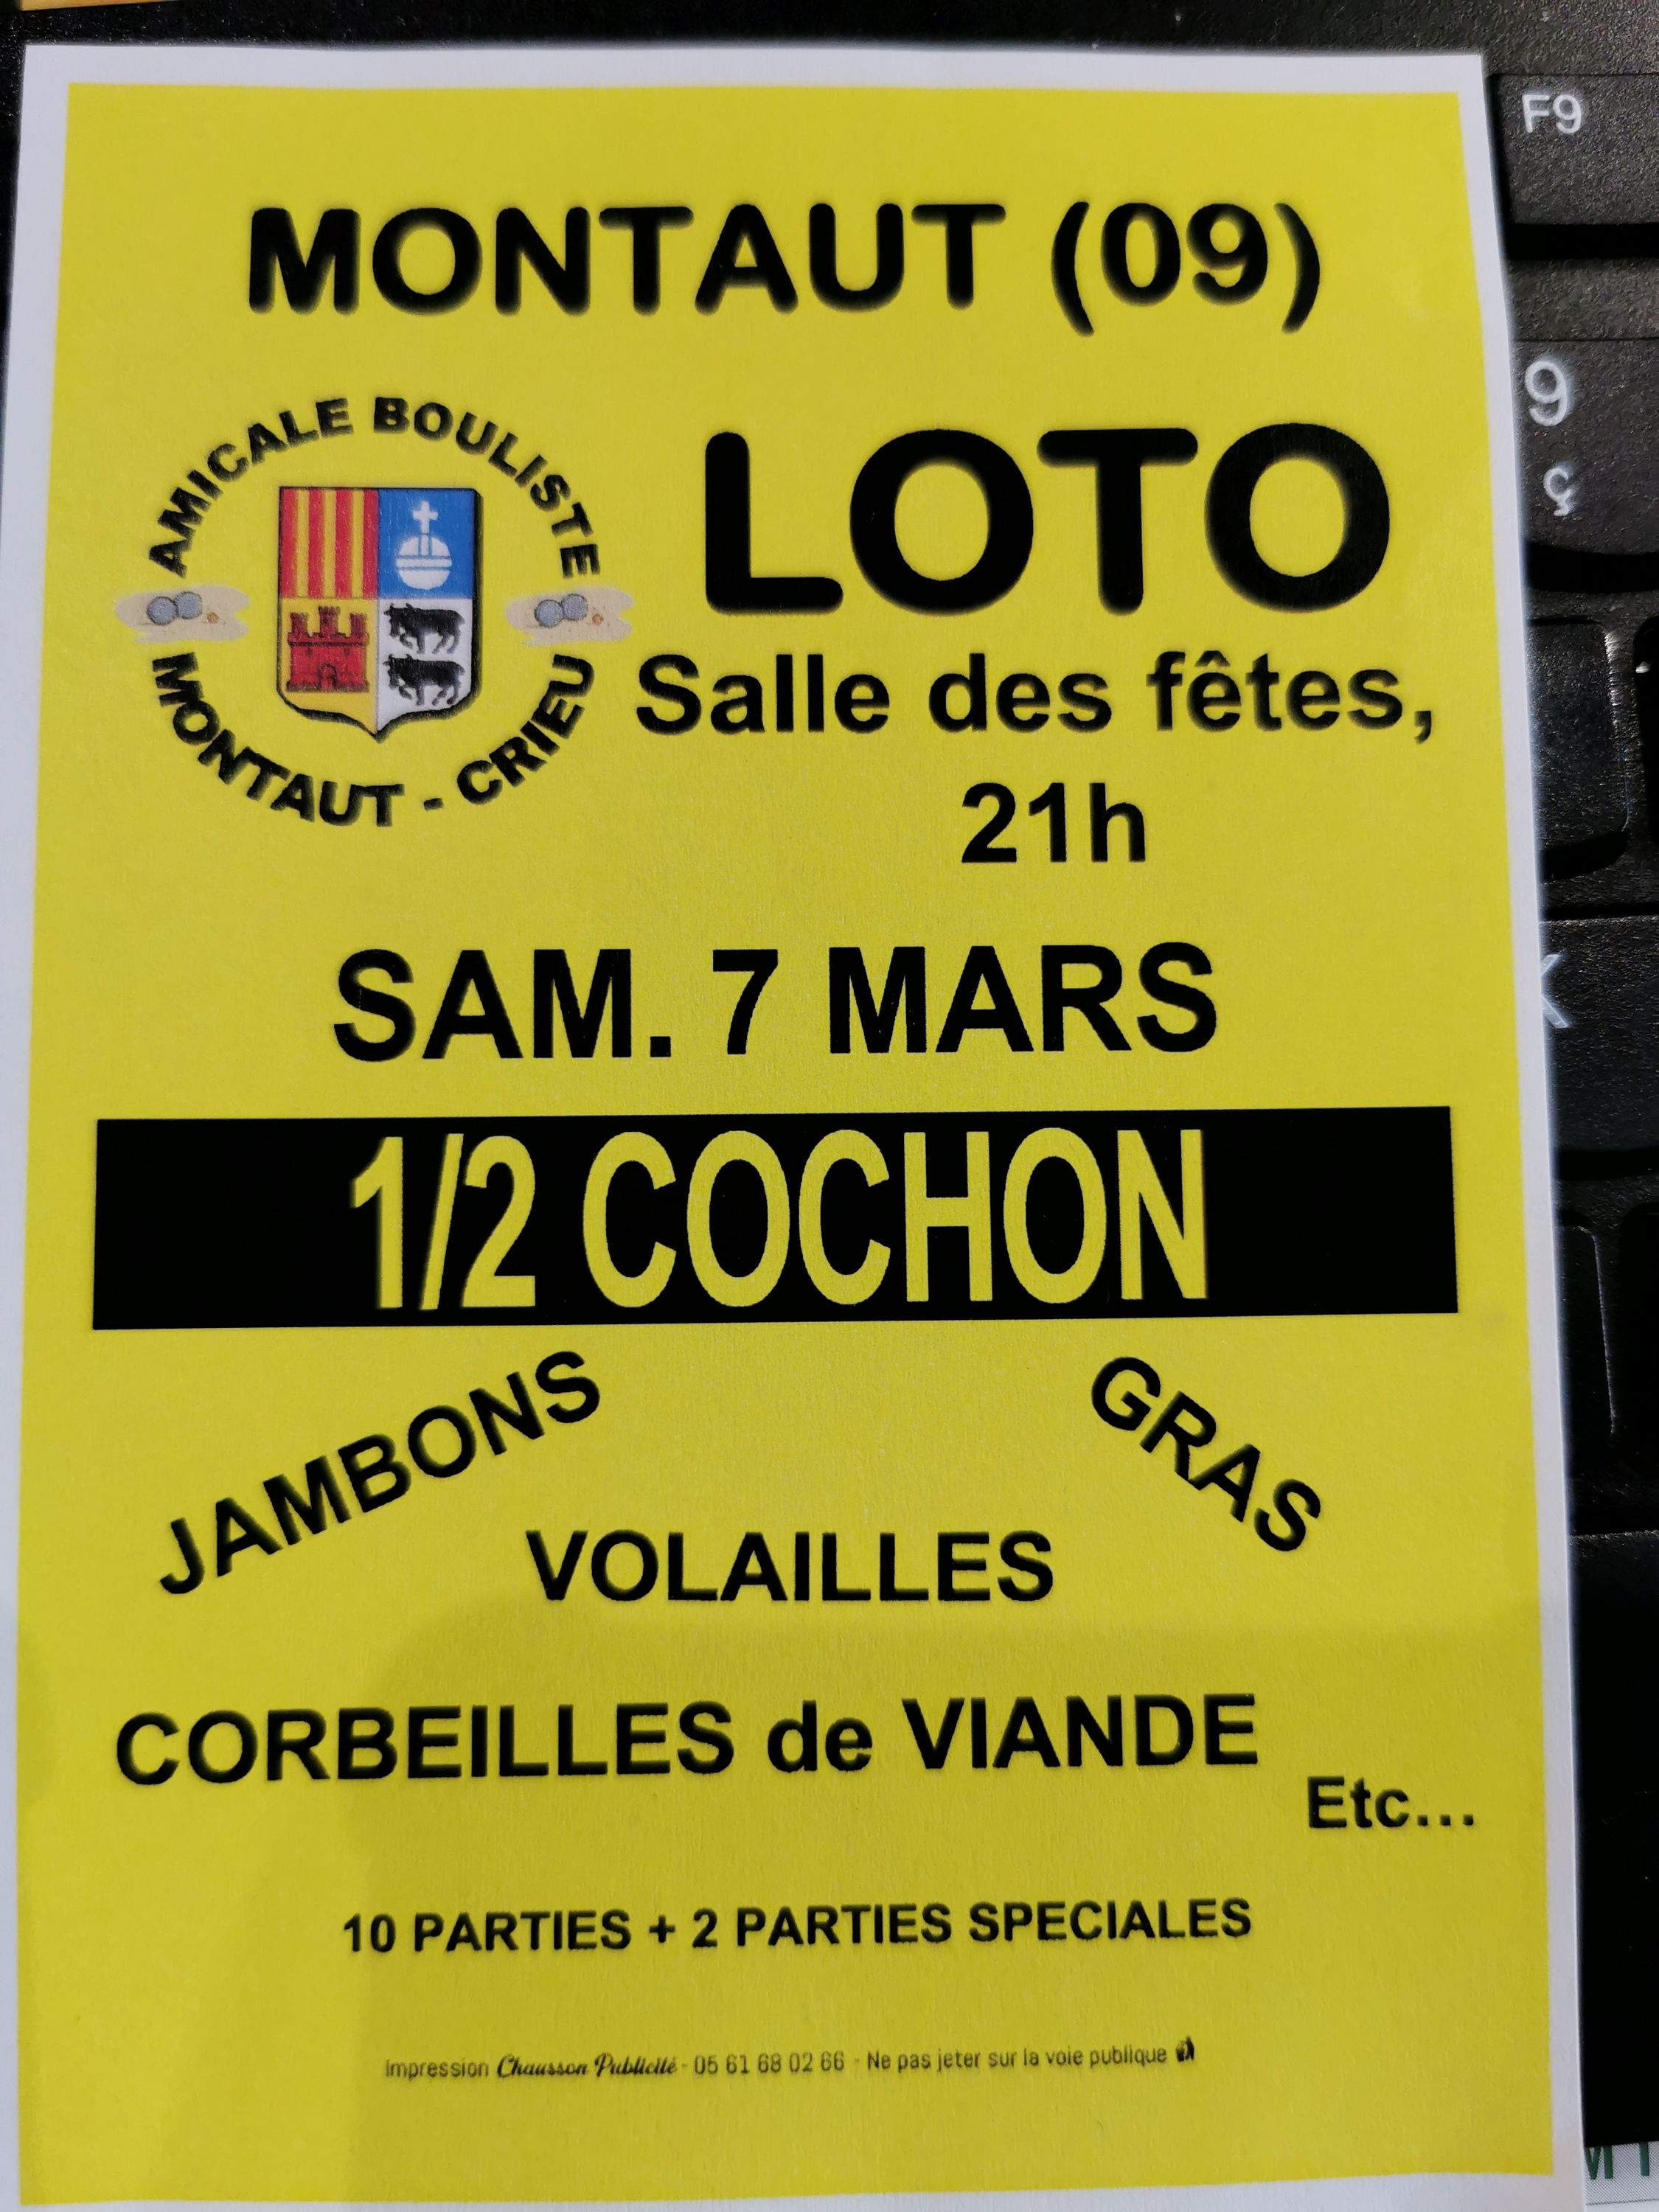 MONTAUT (09)
AMICALE BOULISTE
MONTAUT - CRIEU
LOTO
Salle des fêtes,
21h
SAM. 7 MARS
1/2 COCHON
JAMBONS
GRAS
VOLAILLES
CORBEILLES de VIANDE
Etc...
10 PARTIES + 2 PARTIES SPECIALES
Impression Chausson Publicité - 05 61 68 02 66 - Ne pas jeter sur la voie publique
F9
9
ç